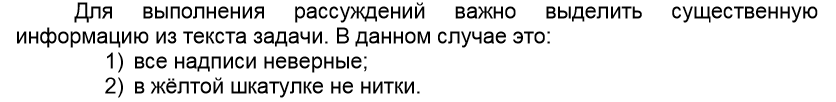 Для выполнения рассуждений важно выделить существенную
информацию из текста задачи. В данном случае это:
1) все надписи неверные;
2) в жёлтой шкатулке не нитки.